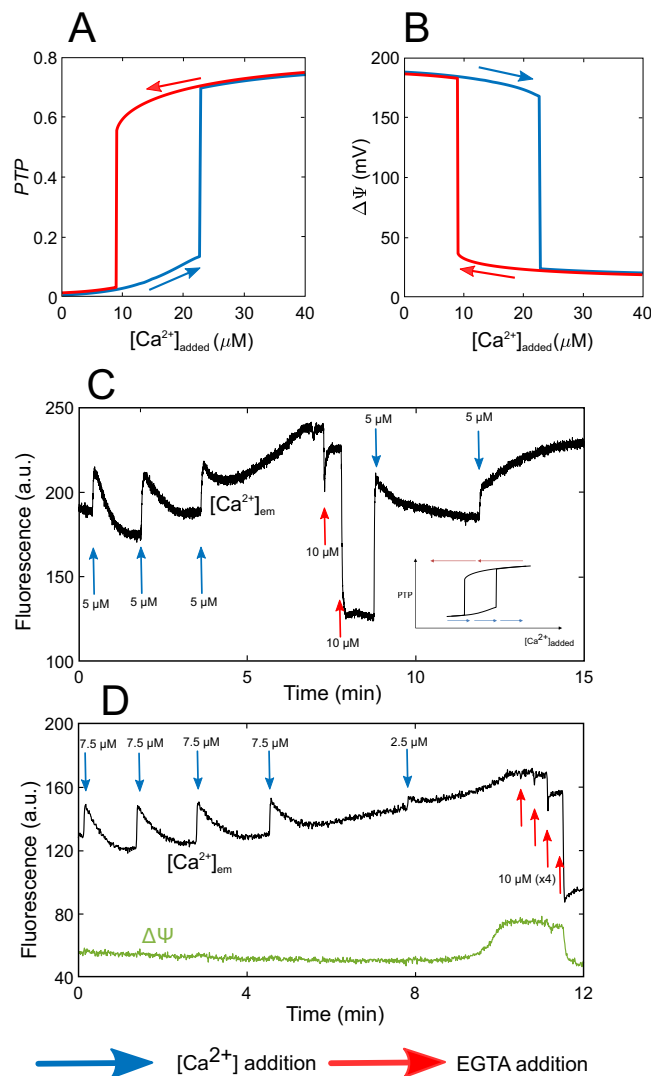 A
B
0.8
0.6
0.4
0.2
0
PTP
0
10
20
30
40
[Ca2+]added (μM)
200
150
100
50
0
ΔΨ (mV)
0
10
20
30
40
[Ca2+]added (μM)
C
250
200
150
100
Fluorescence (a.u.)
5 μM
5 μM
[Ca2+]em
5 μM
5 μM
5 μM
10 μM
10 μM
PTP
[Ca2+]added
0
5
10
15
Time (min)
D
200
160
120
80
40
Fluorescence (a.u.)
7.5 μM
7.5 μM
7.5 μM
7.5 μM
2.5 μM
[Ca2+]em
10 μM (x4)
ΔΨ
0
2
4
6
8
10
12
Time (min)
[Ca2+] addition
EGTA addition